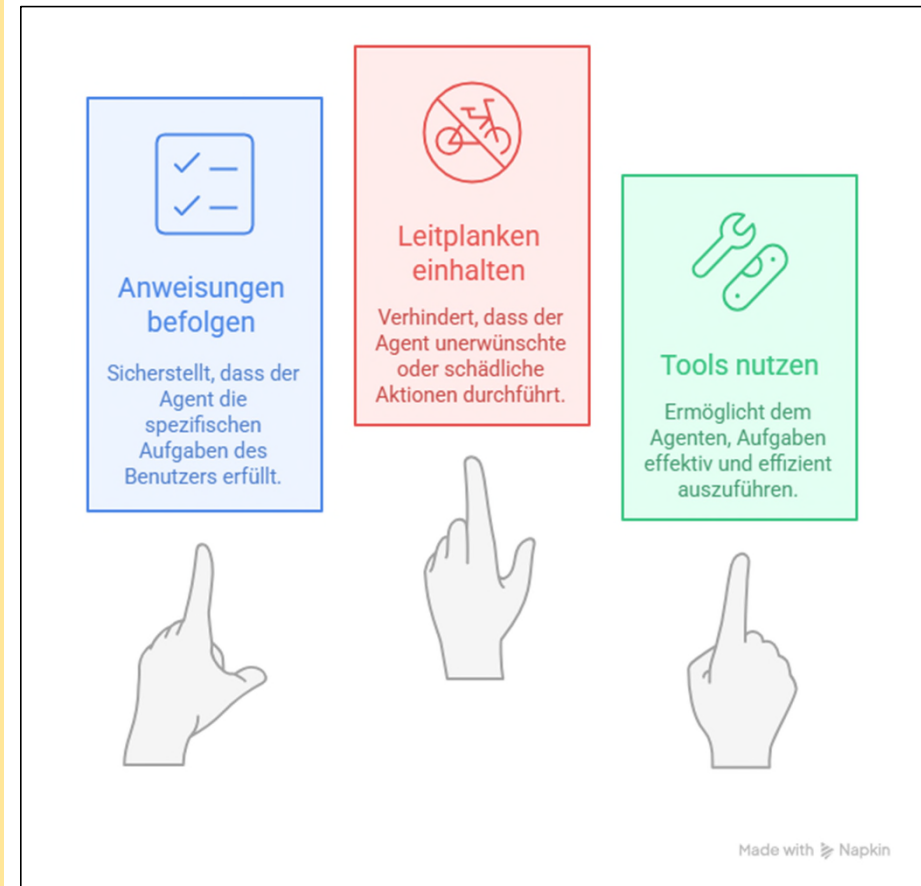 Anweisungen
befolgen
Sicherstellt, dass der
Agent die
spezifischen
Aufgaben des
Benutzers erfüllt.
Leitplanken
einhalten
Verhindert, dass der
Agent unerwünschte
oder schädliche
Aktionen durchführt.
Tools nutzen
Ermöglicht dem
Agenten, Aufgaben
effektiv und effizient
auszuführen.
Made with Napkin